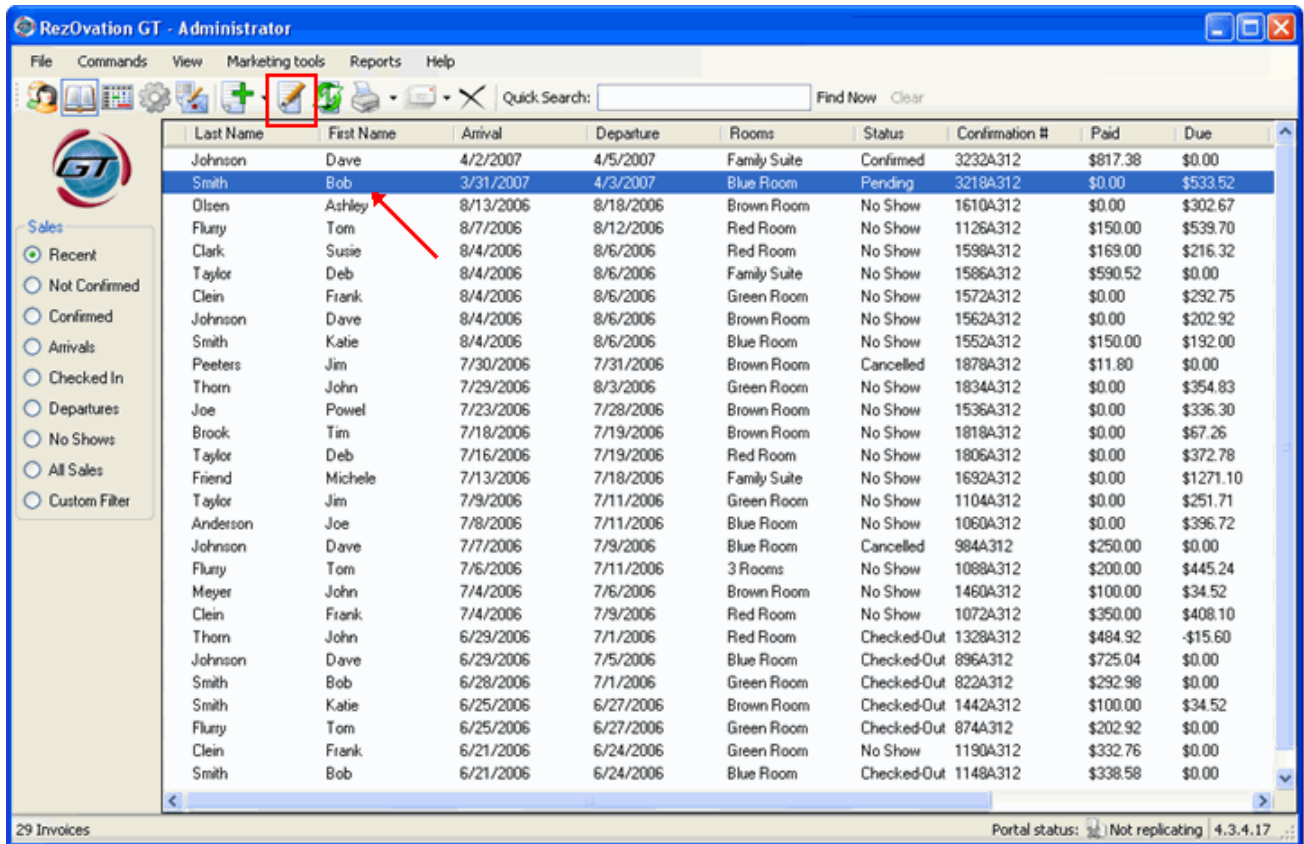 RezOvation GT - Administrator
File Commands View Marketing tools Reports Help
Quick Search: Find Now Clear
GT
Sales
Recent
Not Confirmed
Confirmed
Arrivals
Checked In
Departures
No Shows
All Sales
Custom Filter
Last Name First Name Arrival Departure Rooms Status Confirmation # Paid Due
Johnson Dave 4/2/2007 4/5/2007 Family Suite Confirmed 3232A312 $817.38 $0.00
Smith Bob 3/31/2007 4/3/2007 Blue Room Pending 3218A312 $0.00 $533.52
Olsen Ashley 8/13/2006 8/18/2006 Brown Room No Show 1610A312 $0.00 $302.67
Flurry Tom 8/7/2006 8/12/2006 Red Room No Show 1126A312 $150.00 $539.70
Clark Susie 8/4/2006 8/6/2006 Red Room No Show 1598A312 $169.00 $216.32
Taylor Deb 8/4/2006 8/6/2006 Family Suite No Show 1586A312 $590.52 $0.00
Clein Frank 8/4/2006 8/6/2006 Green Room No Show 1572A312 $0.00 $292.75
Johnson Dave 8/4/2006 8/6/2006 Brown Room No Show 1562A312 $0.00 $202.92
Smith Katie 8/4/2006 8/6/2006 Blue Room No Show 1552A312 $150.00 $192.00
Peeters Jim 7/30/2006 7/31/2006 Brown Room Cancelled 1878A312 $11.80 $0.00
Thorn John 7/29/2006 8/3/2006 Green Room No Show 1834A312 $0.00 $354.83
Joe Powel 7/23/2006 7/28/2006 Brown Room No Show 1536A312 $0.00 $336.30
Brook Tim 7/18/2006 7/19/2006 Brown Room No Show 1818A312 $0.00 $67.26
Taylor Deb 7/16/2006 7/19/2006 Red Room No Show 1806A312 $0.00 $372.78
Friend Michele 7/13/2006 7/18/2006 Family Suite No Show 1692A312 $0.00 $1271.10
Taylor Jim 7/9/2006 7/11/2006 Green Room No Show 1104A312 $0.00 $251.71
Anderson Joe 7/8/2006 7/11/2006 Blue Room No Show 1060A312 $0.00 $396.72
Johnson Dave 7/7/2006 7/9/2006 Blue Room Cancelled 984A312 $250.00 $0.00
Flurry Tom 7/6/2006 7/11/2006 3 Rooms No Show 1088A312 $200.00 $445.24
Meyer John 7/4/2006 7/6/2006 Brown Room No Show 1460A312 $100.00 $34.52
Clein Frank 7/4/2006 7/9/2006 Red Room No Show 1072A312 $350.00 $408.10
Thorn John 6/29/2006 7/1/2006 Red Room Checked-Out 1328A312 $484.92 -$15.60
Johnson Dave 6/29/2006 7/5/2006 Blue Room Checked-Out 896A312 $725.04 $0.00
Smith Bob 6/28/2006 7/1/2006 Green Room Checked-Out 822A312 $292.98 $0.00
Smith Katie 6/25/2006 6/27/2006 Brown Room Checked-Out 1442A312 $100.00 $34.52
Flurry Tom 6/25/2006 6/27/2006 Green Room Checked-Out 874A312 $202.92 $0.00
Clein Frank 6/21/2006 6/24/2006 Green Room No Show 1190A312 $332.76 $0.00
Smith Bob 6/21/2006 6/24/2006 Blue Room Checked-Out 1148A312 $338.58 $0.00
29 Invoices Portal status: Not replicating 4.3.4.17